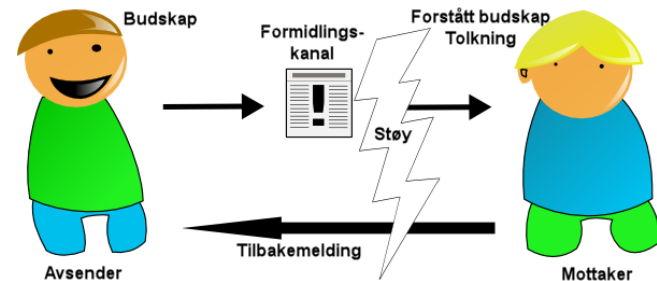 Budskap
Formidlings-
kanal
Forstått budskap
Tolkning
!
Støy
Tilbakemelding
Avsender
Mottaker